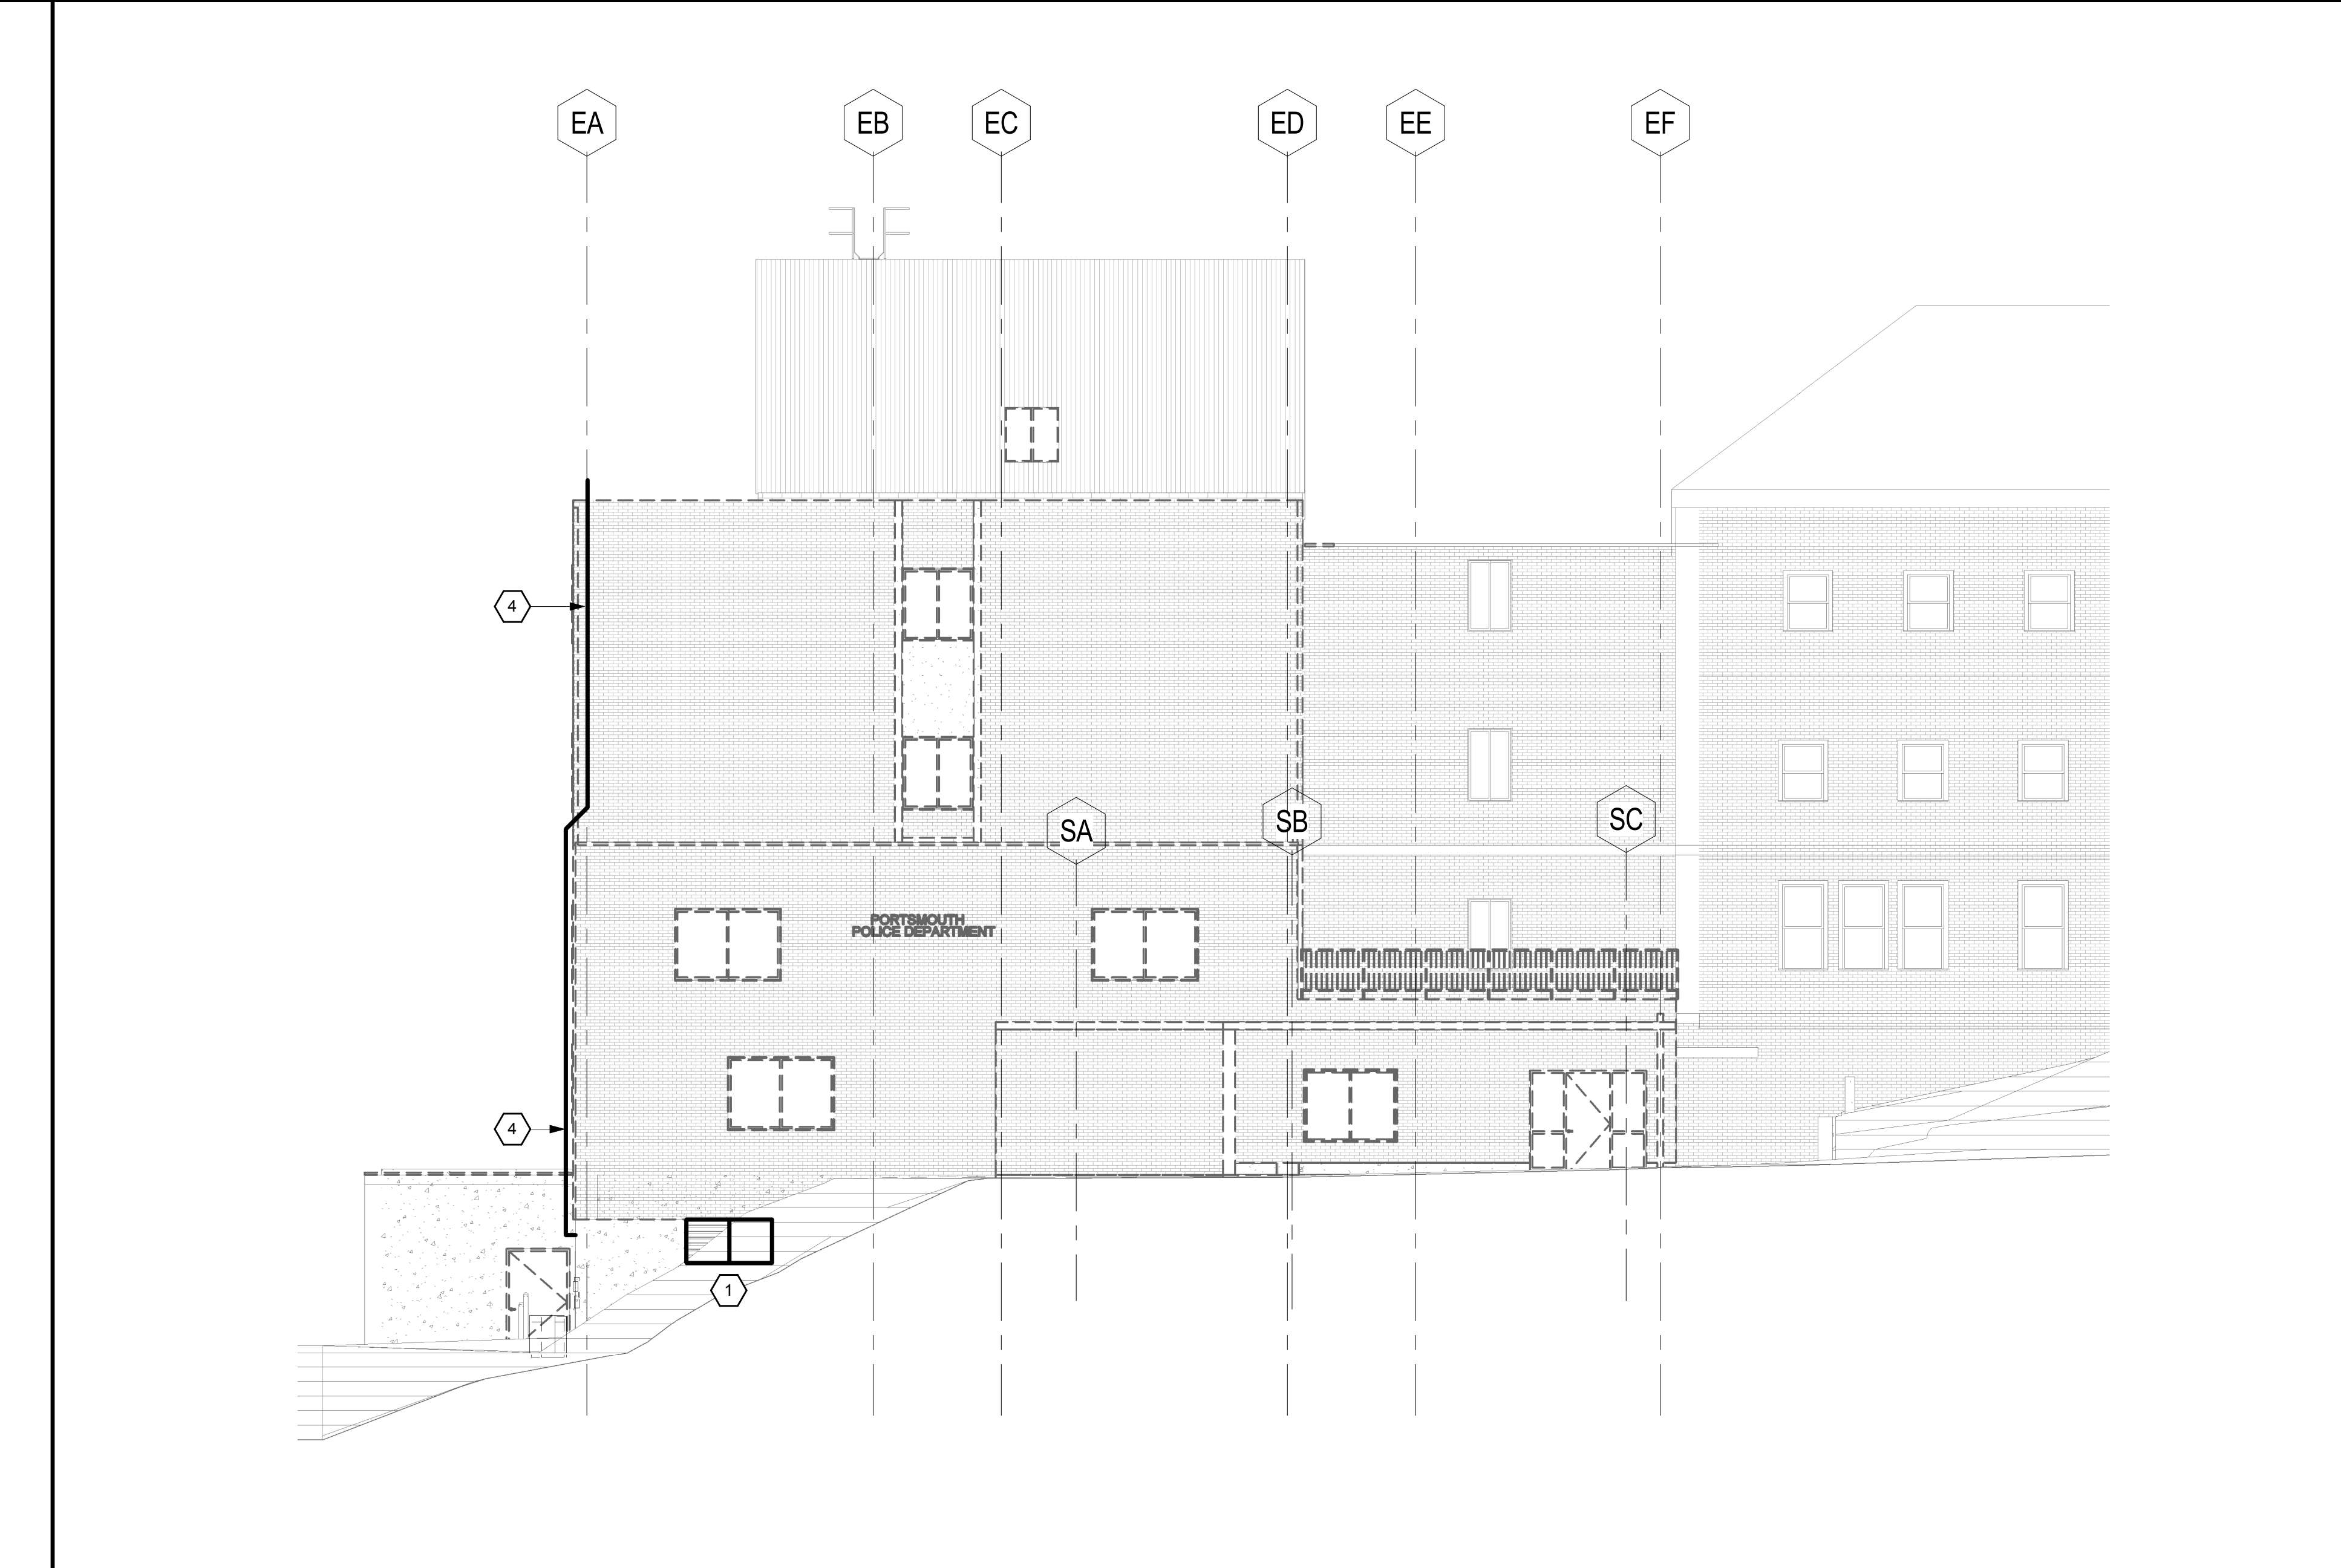 EA
EB
EC
ED
EE
EF
4
SA
SB
SC
PORTSMOUTH
POLICE DEPARTMENT
4
1